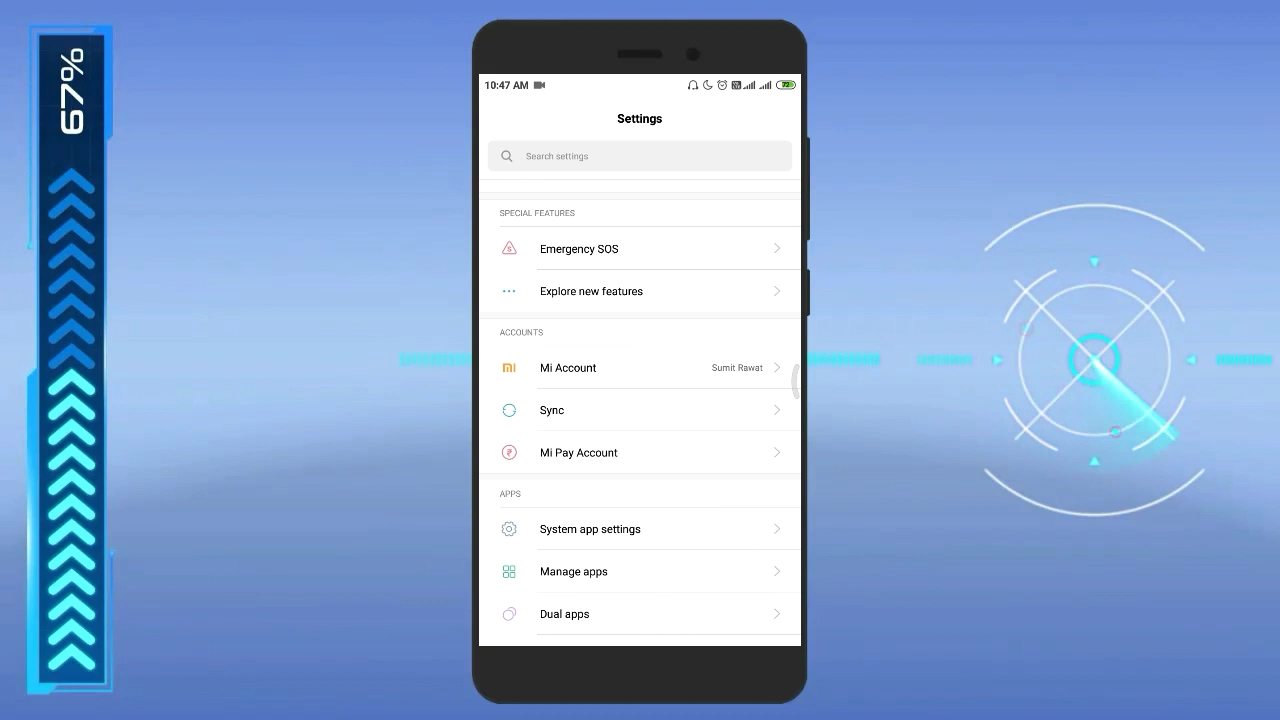 67%
10:47 AM
72
Settings
Search settings
SPECIAL FEATURES
Emergency SOS
Explore new features
ACCOUNTS
Mi Account Sumit Rawat
Sync
Mi Pay Account
APPS
System app settings
Manage apps
Dual apps